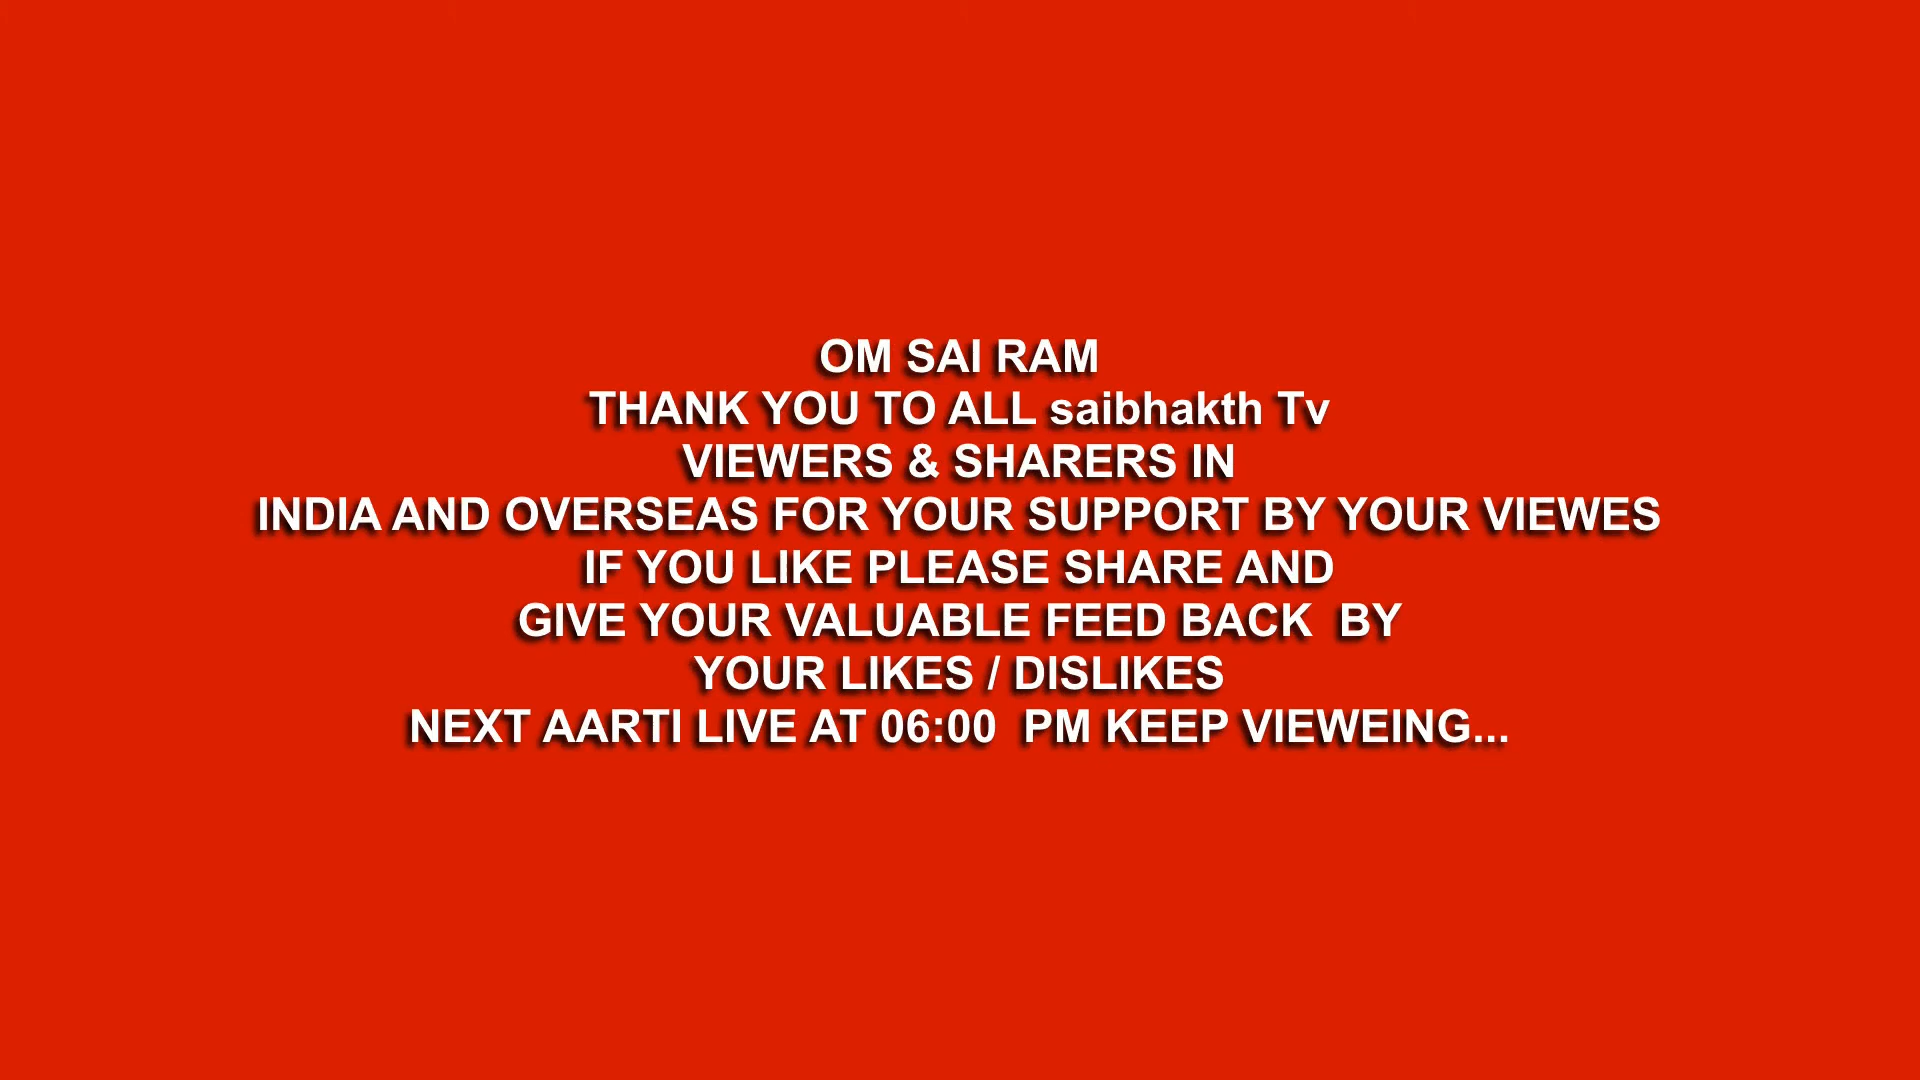 OM SAI RAM
THANK YOU TO ALL saibhakth Tv
VIEWERS & SHARERS IN
INDIA AND OVERSEAS FOR YOUR SUPPORT BY YOUR VIEWES
IF YOU LIKE PLEASE SHARE AND
GIVE YOUR VALUABLE FEED BACK  BY
YOUR LIKES / DISLIKES
NEXT AARTI LIVE AT 06:00  PM KEEP VIEWEING...